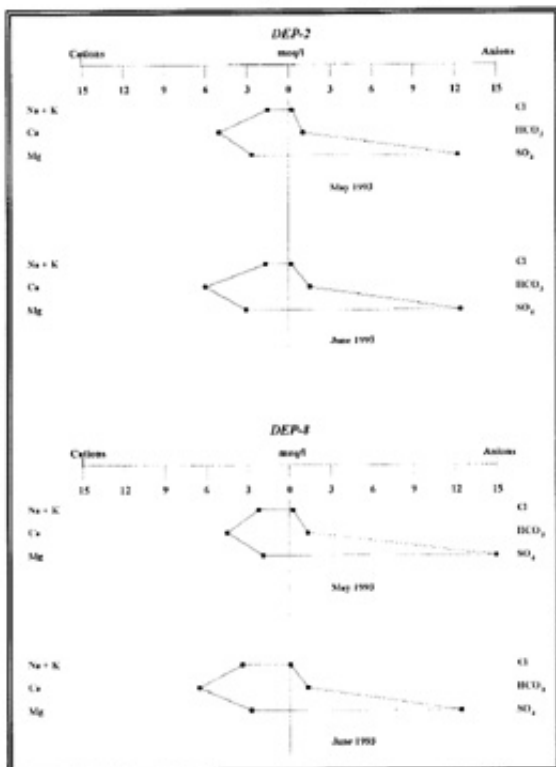 DEP-2
Cations meq/l Anions
15 12 9 6 3 0 3 6 9 12 15
Na + K Cl
Ca HCO3
Mg SO4
May 1993
Na + K Cl
Ca HCO3
Mg SO4
June 1993
DEP-8
Cations meq/l Anions
15 12 9 6 3 0 3 6 9 12 15
Na + K Cl
Ca HCO3
Mg SO4
May 1993
Na + K Cl
Ca HCO3
Mg SO4
June 1993